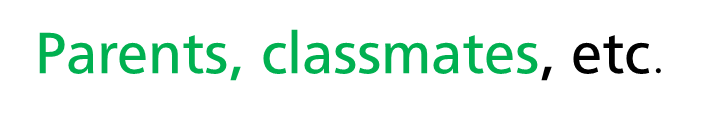 Parents, classmates, etc.